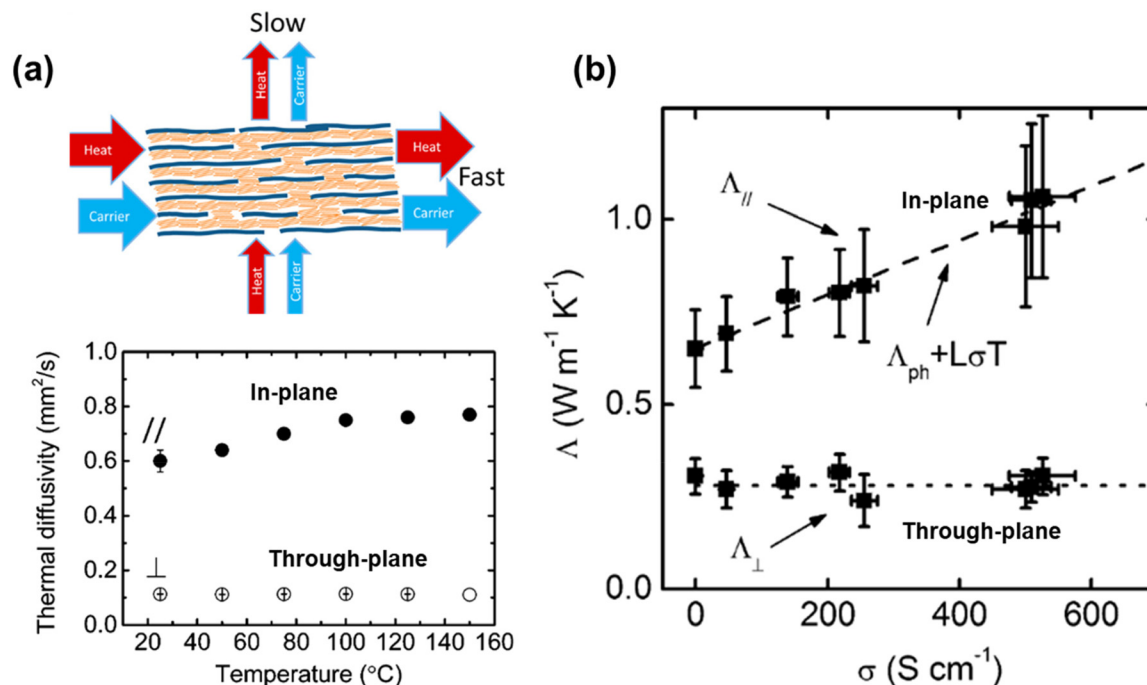 (a)
Slow
Heat
Carrier
Heat
Heat
Fast
Carrier
Carrier
Heat
Carrier
Thermal diffusivity (mm²/s)
1.0
0.8
0.6
0.4
0.2
0.0
//
In-plane
⊥
Through-plane
20 40 60 80 100 120 140 160
Temperature (°C)
(b)
Λ (W m⁻¹ K⁻¹)
1.0
0.5
0.0
Λ//
In-plane
Λph+LσT
Through-plane
Λ⊥
0 200 400 600
σ (S cm⁻¹)